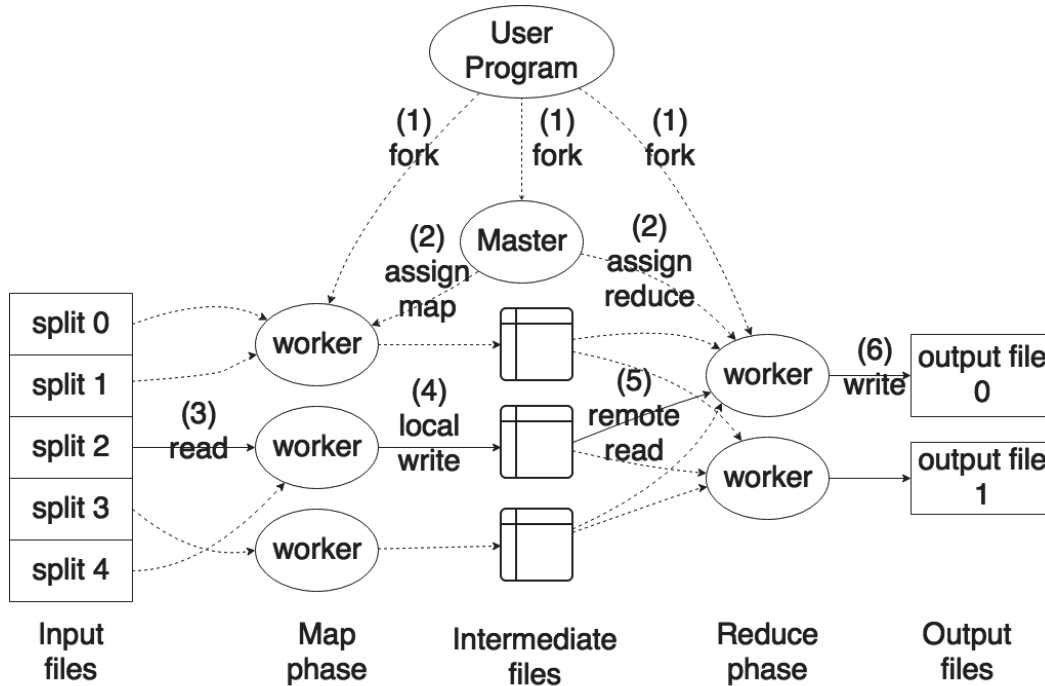 User
Program
(1)
fork
(1)
fork
(1)
fork
Master
(2)
assign
map
(2)
assign
reduce
split 0
split 1
split 2
split 3
split 4
(3)
read
worker
worker
worker
(4)
local
write
(5)
remote
read
worker
worker
(6)
write
output file
0
output file
1
Input
files
Map
phase
Intermediate
files
Reduce
phase
Output
files